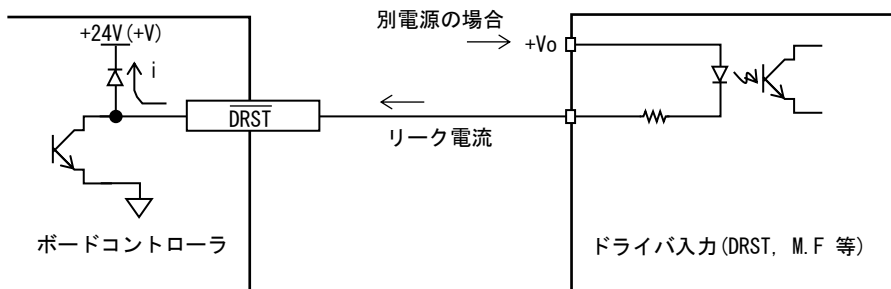 別電源の場合
+24V(+V)
+Vo
i
DRST
リーク電流
ボードコントローラ
ドライバ入力(DRST, M.F 等)